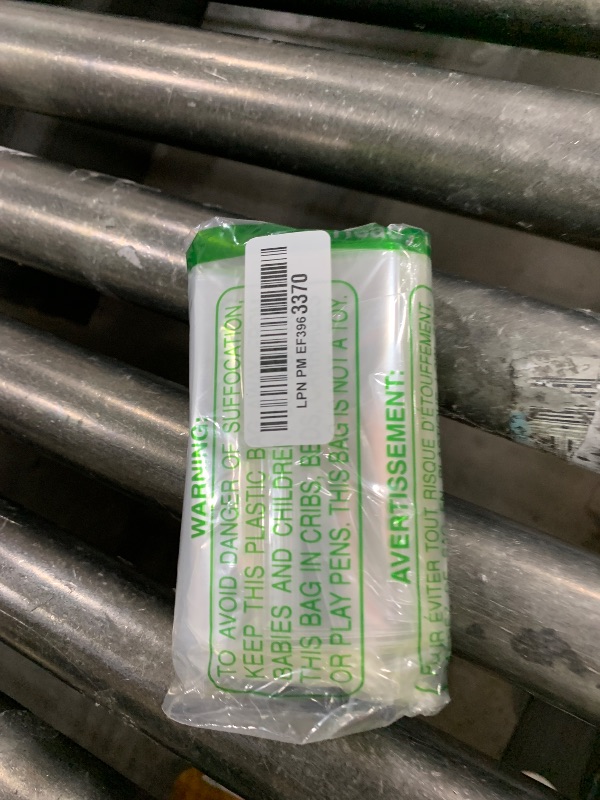 LPN PM EF3963370
WARNING:
TO AVOID DANGER OF SUFFOCATION,
KEEP THIS PLASTIC B
BABIES AND CHILDRE
THIS BAG IN CRIBS, BE
OR PLAY PENS. THIS BAG IS NOT A TOY.
AVERTISSEMENT:
POUR ÉVITER TOUT RISQUE D'ÉTOUFFEMENT,